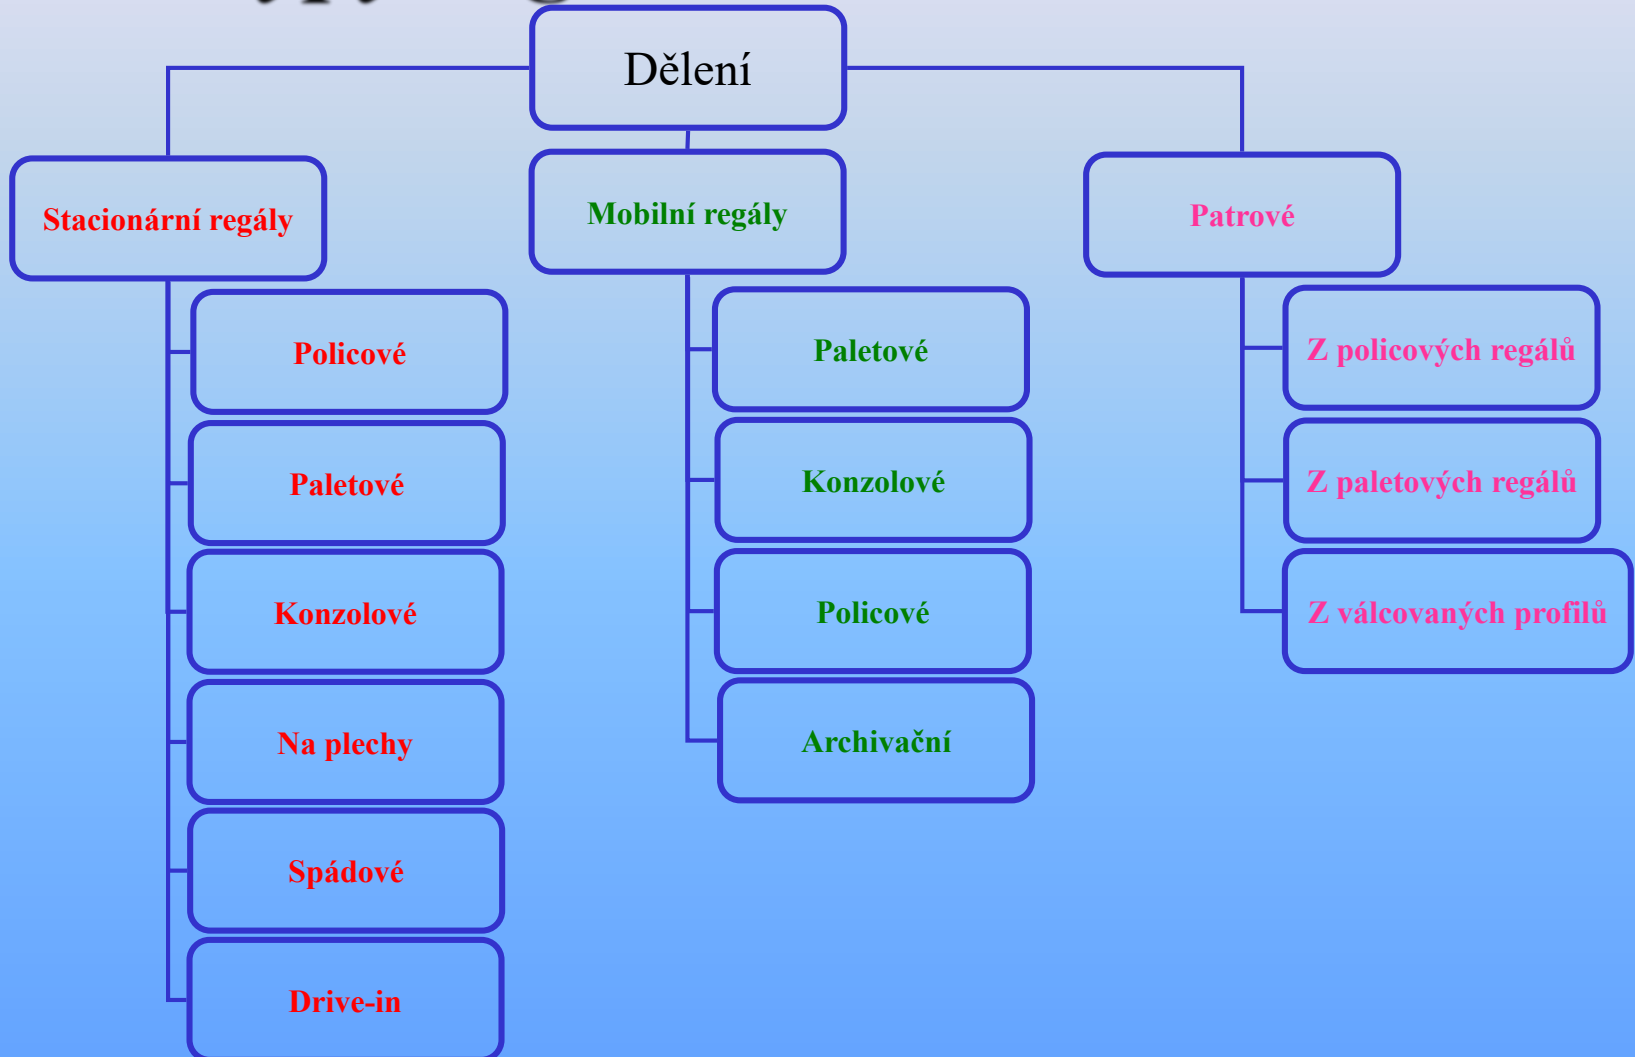 Dělení
Stacionární regály
Mobilní regály
Patrové
Policové
Paletové
Konzolové
Na plechy
Spádové
Drive-in
Paletové
Konzolové
Policové
Archivační
Z policových regálů
Z paletových regálů
Z válcovaných profilů